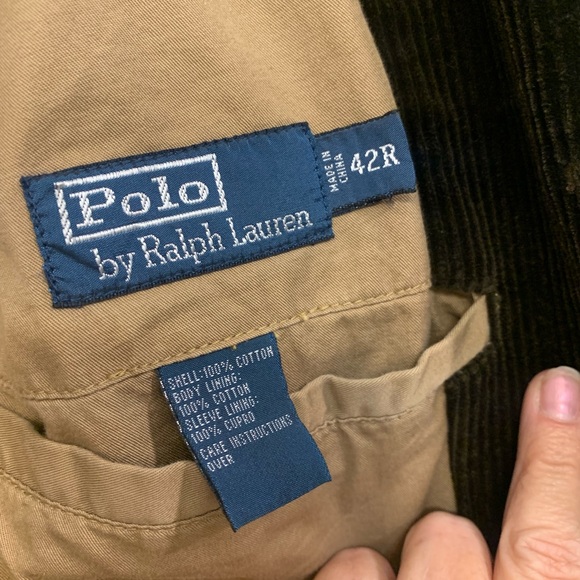 Polo
by Ralph Lauren
MADE IN
CHINA
42R
SHELL:100% COTTON
BODY LINING:
100% COTTON
SLEEVE LINING:
100% CUPRO
CARE INSTRUCTIONS
OVER